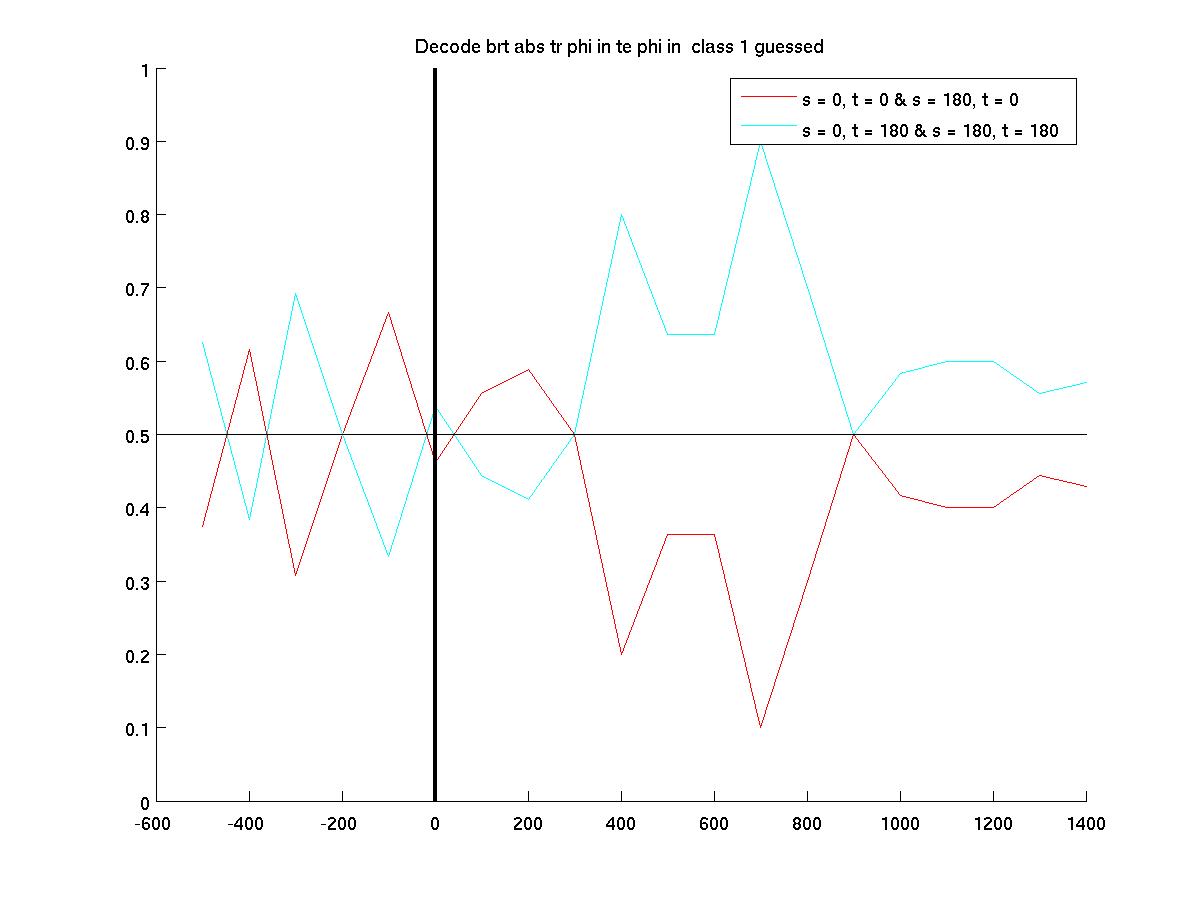 Decode brt abs tr phi in te phi in  class 1 guessed
s = 0, t = 0 & s = 180, t = 0
s = 0, t = 180 & s = 180, t = 180
1
0.9
0.8
0.7
0.6
0.5
0.4
0.3
0.2
0.1
0
-600 -400 -200 0 200 400 600 800 1000 1200 1400